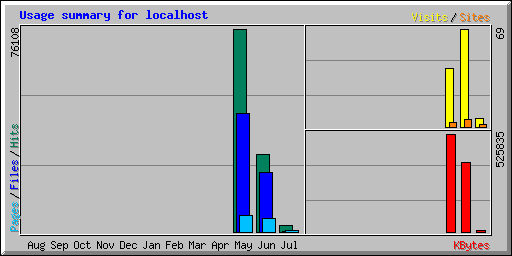 Usage summary for localhost
Visits/Sites
76108
69
Pages/Files/Hits
525835
Aug Sep Oct Nov Dec Jan Feb Mar Apr May Jun Jul
KBytes